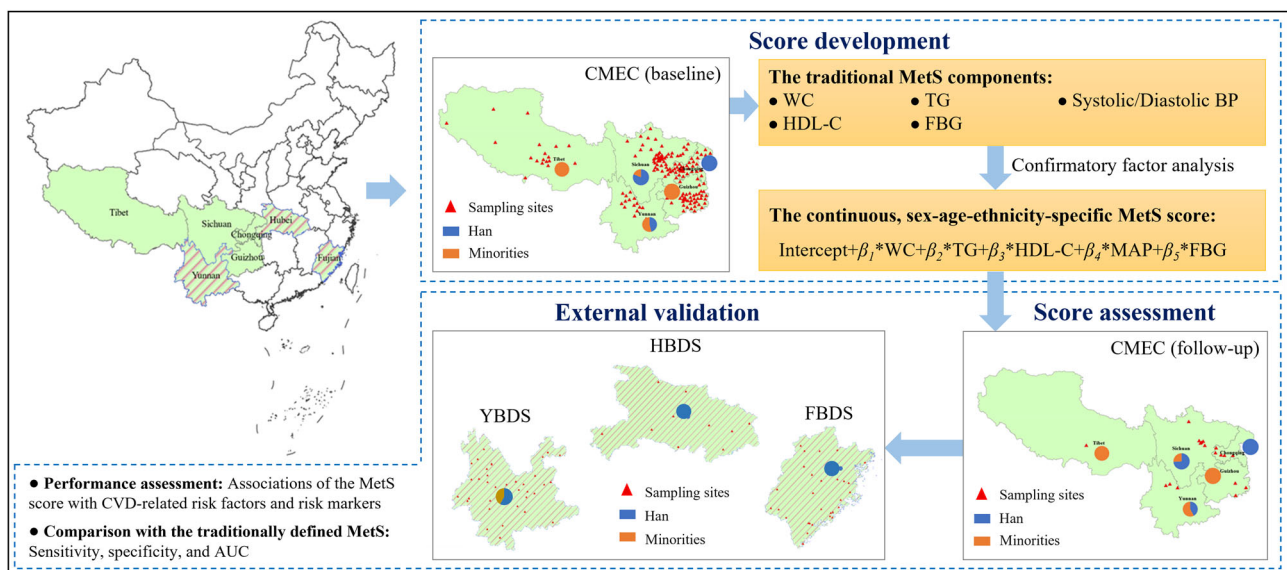 Tibet
Sichuan
Chongqing
Hubei
Guizhou
Yunnan
Fujian
Score development
CMEC (baseline)
Tibet
Sichuan
Guizhou
Yunnan
Sampling sites
Han
Minorities
The traditional MetS components:
● WC ● TG ● Systolic/Diastolic BP
● HDL-C ● FBG
Confirmatory factor analysis
The continuous, sex-age-ethnicity-specific MetS score:
Intercept+β1*WC+β2*TG+β3*HDL-C+β4*MAP+β5*FBG
External validation
HBDS
YBDS
FBDS
Sampling sites
Han
Minorities
Score assessment
CMEC (follow-up)
Tibet
Sichuan
Chongqing
Guizhou
Yunnan
Sampling sites
Han
Minorities
● Performance assessment: Associations of the MetS
score with CVD-related risk factors and risk markers
● Comparison with the traditionally defined MetS:
Sensitivity, specificity, and AUC